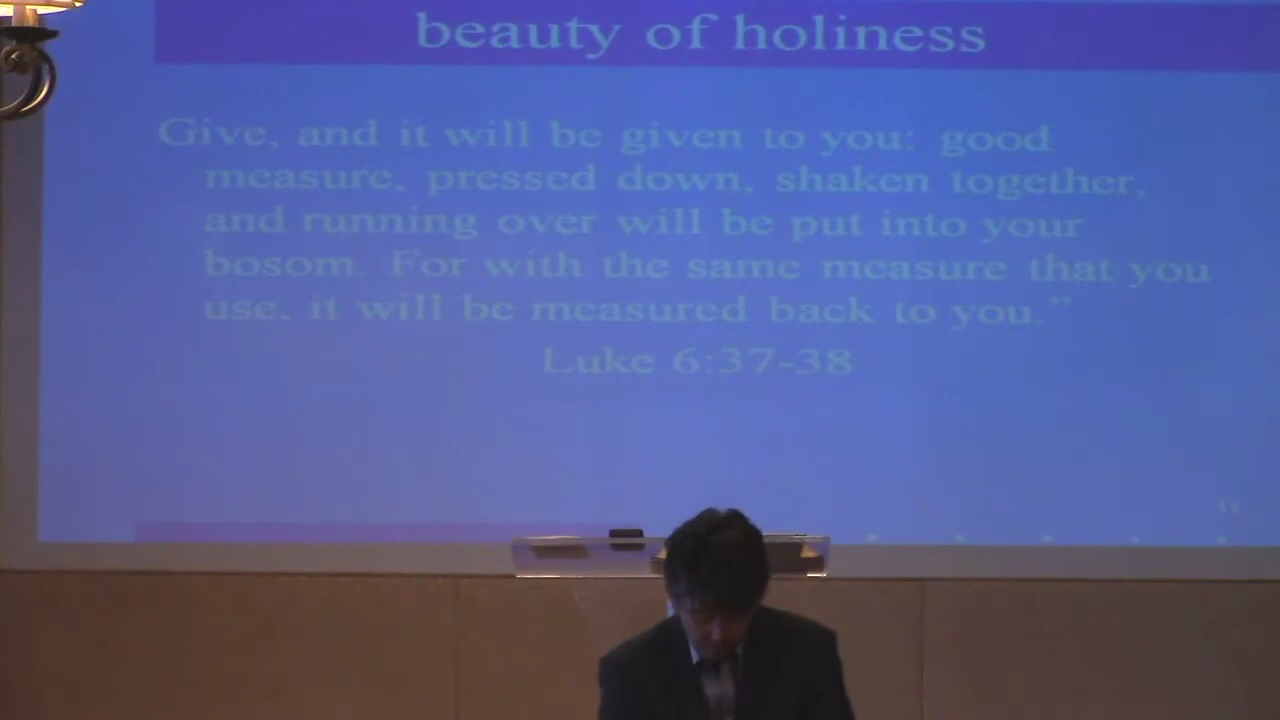 beauty of holiness
Give, and it will be given to you: good
measure, pressed down, shaken together,
and running over will be put into your
bosom. For with the same measure that you
use, it will be measured back to you.”
Luke 6:37-38